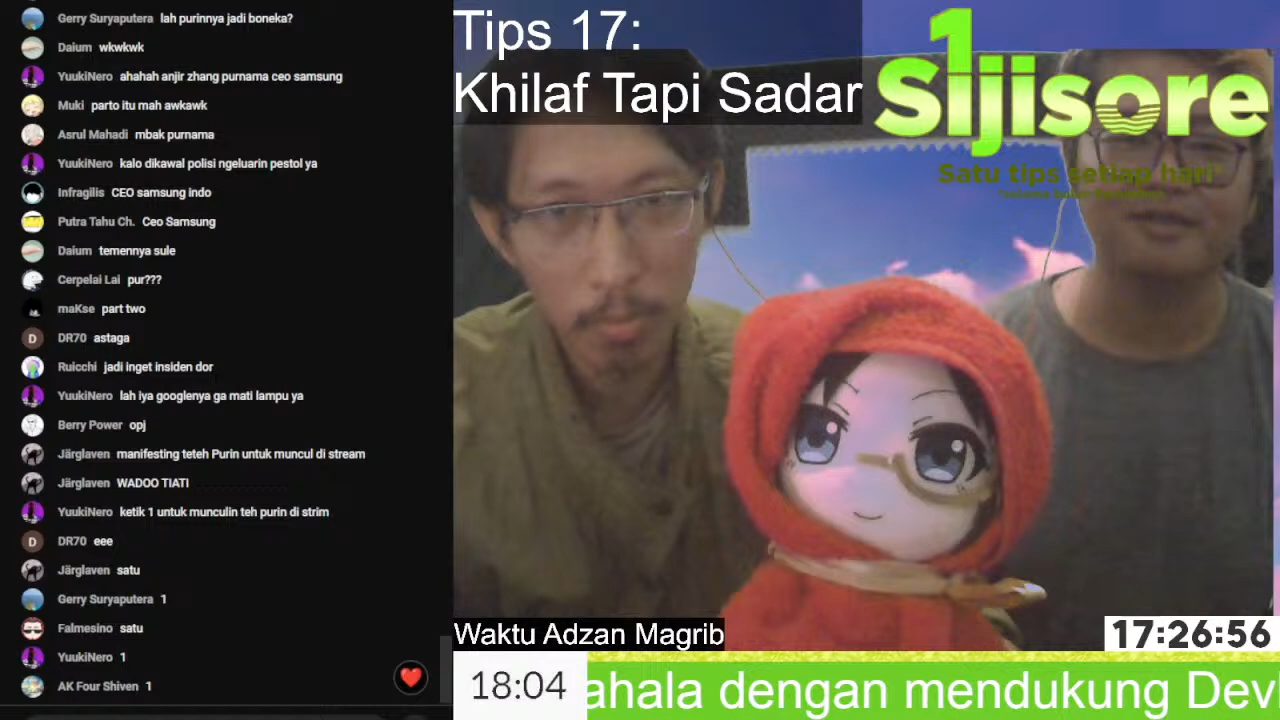 Gerry Suryaputera lah purinnya jadi boneka?
Daium wkwkwk
YuukiNero ahahah anjir zhang purnama ceo samsung
Muki parto itu mah awkawk
Asrul Mahadi mbak purnama
YuukiNero kalo dikawal polisi ngeluarin pestol ya
Infragilis CEO samsung indo
Putra Tahu Ch. Ceo Samsung
Daium temennya sule
Cerpelai Lai pur???
maKse part two
D DR70 astaga
Ruicchi jadi inget insiden dor
YuukiNero lah iya googlenya ga mati lampu ya
Berry Power opj
Järglaven manifesting teteh Purin untuk muncul di stream
Järglaven WADOO TIATI
YuukiNero ketik 1 untuk munculin teh purin di strim
D DR70 eee
Järglaven satu
Gerry Suryaputera 1
Falmesino satu
YuukiNero 1
AK Four Shiven 1
Tips 17:
Khilaf Tapi Sadar
1
S1jisore
Satu tips setiap hari*
Waktu Adzan Magrib
17:26:56
18:04
ahala dengan mendukung Dev